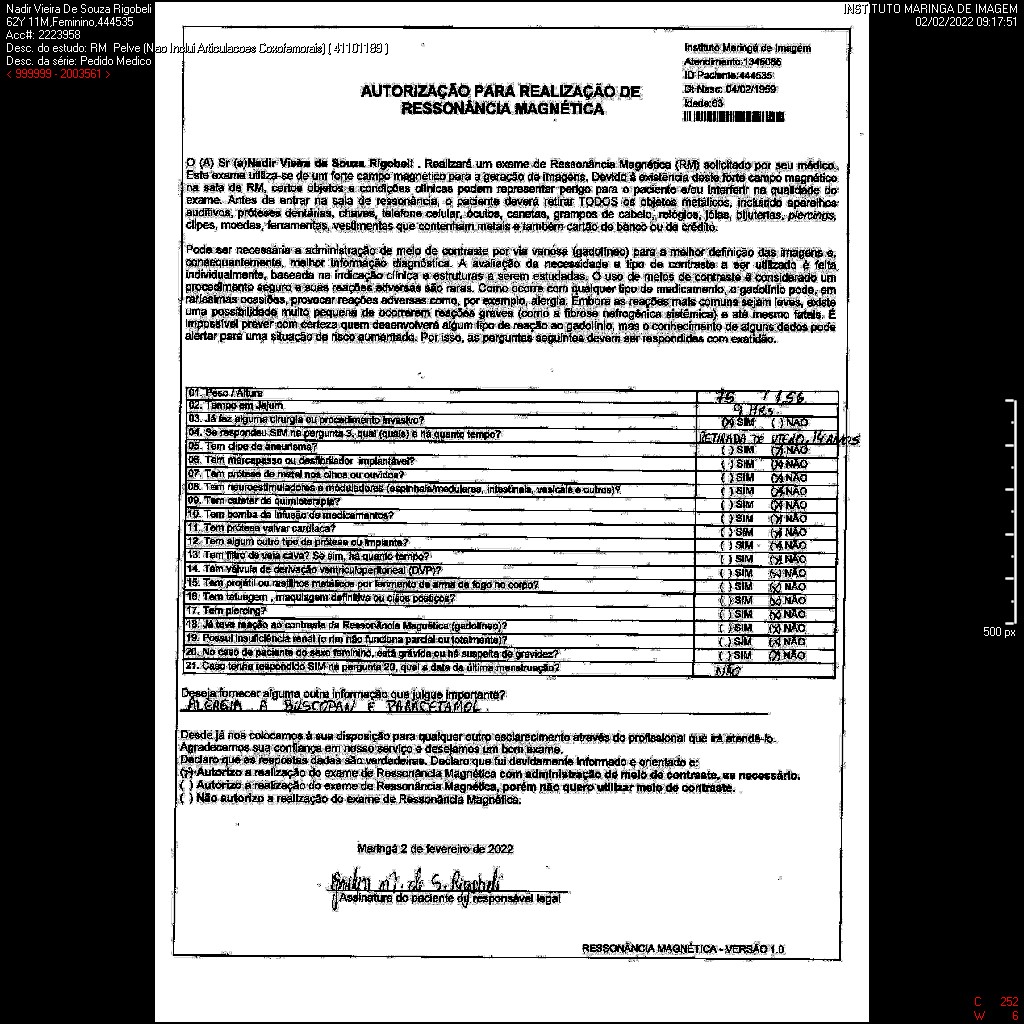 Nadir Vieira De Souza Rigobeli
62Y 11M,Feminino,444535
Acc#: 2223958
Desc. do estudo: RM Pelve (Nao Inclui Articulacoes Coxofemorais) ( 41101189 )
Desc. da série: Pedido Medico
< 999999 - 2003561 >
INSTITUTO MARINGA DE IMAGEM
02/02/2022 09:17:51
Instituto Maringá de Imagem
Atendimento:1345085
ID Paciente:444535
Dt Nasc: 04/02/1959
Idade:63
AUTORIZAÇÃO PARA REALIZAÇÃO DE
RESSONÂNCIA MAGNÉTICA
O (A) Sr (a)Nadir Vieira de Souza Rigobeli . Realizará um exame de Ressonância Magnética (RM) solicitado por seu médico.
Este exame utiliza-se de um forte campo magnético para a geração de imagens. Devido à existência deste forte campo magnético
na sala de RM, certos objetos e condições clínicas podem representar perigo para o paciente e/ou interferir na qualidade do
exame. Antes de entrar na sala de ressonância, o paciente deverá retirar TODOS os objetos metálicos, incluindo aparelhos
auditivos, próteses dentárias, chaves, telefone celular, óculos, canetas, grampos de cabelo, relógios, jóias, bijuterias, piercings,
clipes, moedas, ferramentas, vestimentas que contenham metais e também cartão de banco ou de crédito.
Pode ser necessária a administração de meio de contraste por via venosa (gadolíneo) para a melhor definição das imagens e,
consequentemente, melhor informação diagnóstica. A avaliação da necessidade e tipo de contraste a ser utilizado é feita
individualmente, baseada na indicação clínica e estruturas a serem estudadas. O uso de meios de contraste é considerado um
procedimento seguro e suas reações adversas são raras. Como ocorre com qualquer tipo de medicamento, o gadolínio pode, em
raríssimas ocasiões, provocar reações adversas como, por exemplo, alergia. Embora as reações mais comuns sejam leves, existe
uma possibilidade muito pequena de ocorrerem reações graves (como a fibrose nefrogênica sistêmica) e até mesmo fatais. É
impossível prever com certeza quem desenvolverá algum tipo de reação ao gadolínio, mas o conhecimento de alguns dados pode
alertar para uma situação de risco aumentado. Por isso, as perguntas seguintes devem ser respondidas com exatidão.
01. Peso / Altura 75 / 1.56
02. Tempo em Jejum 9 HRS.
03. Já fez alguma cirurgia ou procedimento invasivo? (X) SIM ( ) NÃO
04. Se respondeu SIM na pergunta 3, qual (quais) e há quanto tempo? RETIRADA DE UTERO, 14 ANOS
05. Tem clipe de aneurisma? ( ) SIM (X) NÃO
06. Tem marcapasso ou desfibrilador implantável? ( ) SIM (X) NÃO
07. Tem prótese de metal nos olhos ou ouvidos? ( ) SIM (X) NÃO
08. Tem neuroestimuladores e moduladores (espinhais/medulares, intestinais, vesicais e outros)? ( ) SIM (X) NÃO
09. Tem cateter de quimioterapia? ( ) SIM (X) NÃO
10. Tem bomba de infusão de medicamentos? ( ) SIM (X) NÃO
11. Tem prótese valvar cardíaca? ( ) SIM (X) NÃO
12. Tem algum outro tipo de prótese ou implante? ( ) SIM (X) NÃO
13. Tem filtro de veia cava? Se sim, há quanto tempo? ( ) SIM (X) NÃO
14. Tem válvula de derivação ventriculoperitoneal (DVP)? ( ) SIM (X) NÃO
15. Tem projétil ou resíduos metálicos por ferimento de arma de fogo no corpo? ( ) SIM (X) NÃO
16. Tem tatuagem , maquiagem definitiva ou cílios postiços? ( ) SIM (X) NÃO
17. Tem piercing? ( ) SIM (X) NÃO
18. Já teve reação ao contraste da Ressonância Magnética (gadolíneo)? ( ) SIM (X) NÃO
19. Possui insuficiência renal (o rim não funciona parcial ou totalmente)? ( ) SIM (X) NÃO
20. No caso de paciente do sexo feminino, está grávida ou há suspeita de gravidez? ( ) SIM (X) NÃO
21. Caso tenha respondido SIM na pergunta 20, qual a data da última menstruação? NÃO
Deseja fornecer alguma outra informação que julgue importante?
ALERGIA A BUSCOPAN E PARACETAMOL.
Desde já nos colocamos à sua disposição para qualquer outro esclarecimento através do profissional que irá atendê-lo.
Agradecemos sua confiança em nosso serviço e desejamos um bom exame.
Declaro que as respostas dadas são verdadeiras. Declaro que fui devidamente informado e orientado e:
(X) Autorizo a realização do exame de Ressonância Magnética com administração de meio de contraste, se necessário.
( ) Autorizo a realização do exame de Ressonância Magnética, porém não quero utilizar meio de contraste.
( ) Não autorizo a realização do exame de Ressonância Magnética.
Maringá 2 de fevereiro de 2022
de S. Rigobeli
Assinatura do paciente ou responsável legal
RESSONÂNCIA MAGNÉTICA - VERSÃO 1.0
500 px
C 252
W 6